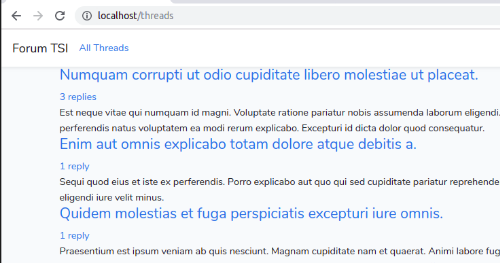 localhost/threads
Forum TSI All Threads
Numquam corrupti ut odio cupiditate libero molestiae ut placeat.
3 replies
Est neque vitae qui numquam id magni. Voluptate ratione pariatur nobis assumenda laborum eligendi.
perferendis natus voluptatem ea modi rerum explicabo. Excepturi id dicta dolor quod consequatur.
Enim aut omnis explicabo totam dolore atque debitis a.
1 reply
Sequi quod eius et iste ex perferendis. Porro explicabo aut quo qui sed cupiditate pariatur reprehende
eligendi iure velit minus.
Quidem molestias et fuga perspiciatis excepturi iure omnis.
1 reply
Praesentium est ipsum veniam ab quis nesciunt. Magnam cupiditate nam et quaerat. Animi labore fug